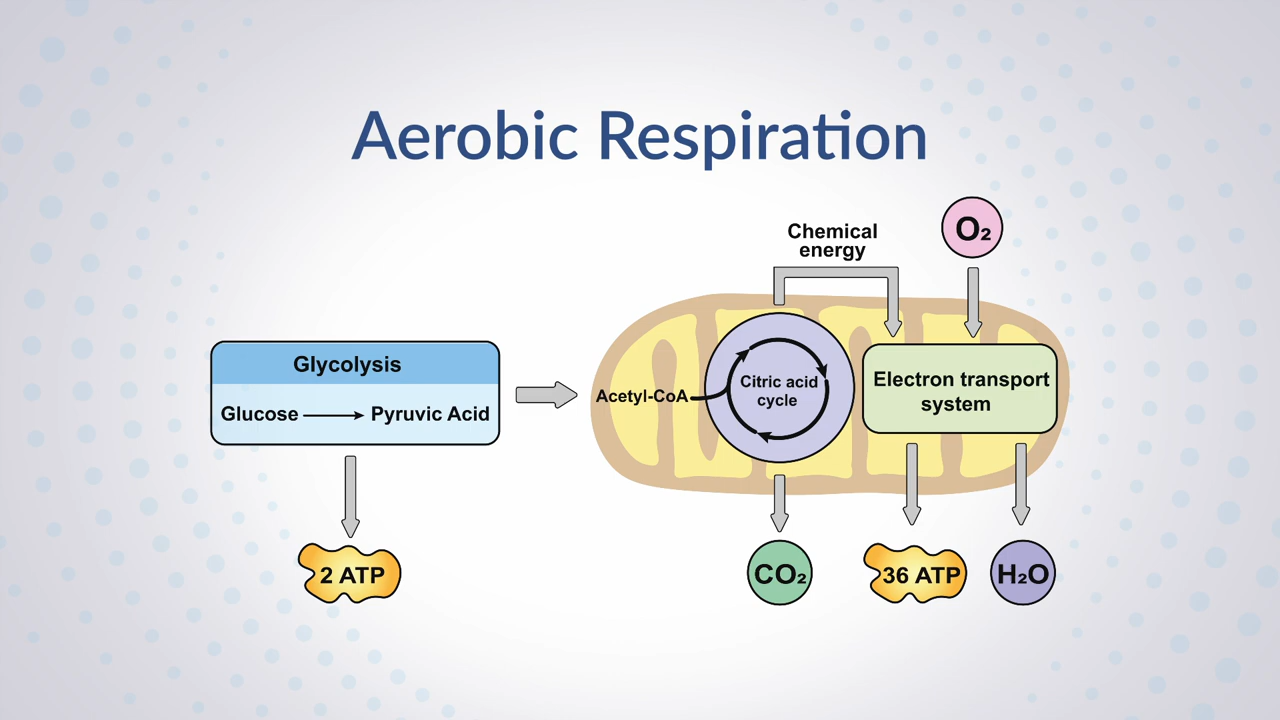 Aerobic Respiration
Chemical
energy
O₂
Glycolysis
Glucose
Pyruvic Acid
Acetyl-CoA
Citric acid
cycle
Electron transport
system
2 ATP
CO₂
36 ATP
H₂O